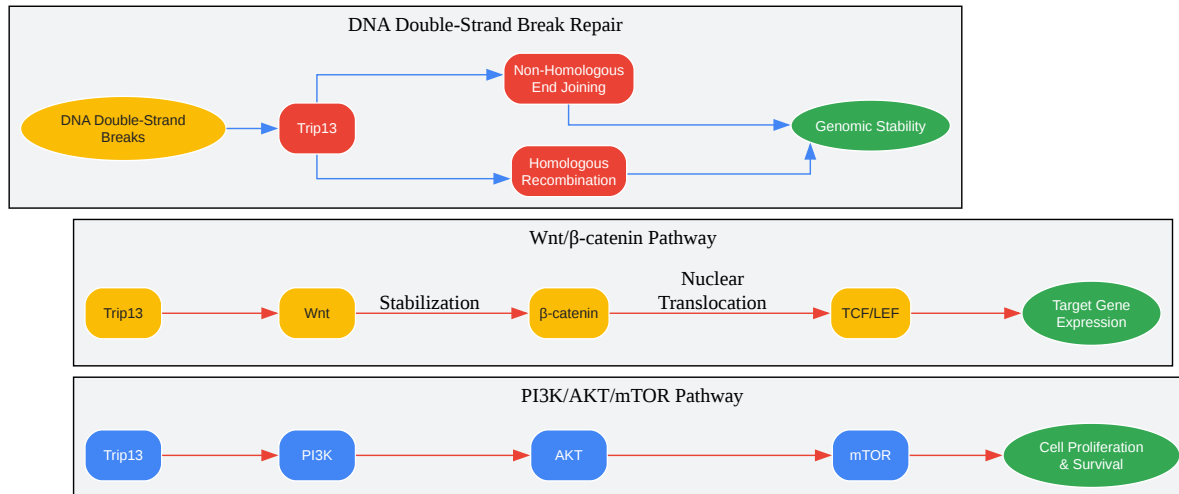 DNA Double-Strand Break Repair
DNA Double-Strand
Breaks
Trip13
Non-Homologous
End Joining
Homologous
Recombination
Genomic Stability
Wnt/β-catenin Pathway
Trip13
Wnt
Stabilization
β-catenin
Nuclear
Translocation
TCF/LEF
Target Gene
Expression
PI3K/AKT/mTOR Pathway
Trip13
PI3K
AKT
mTOR
Cell Proliferation
& Survival